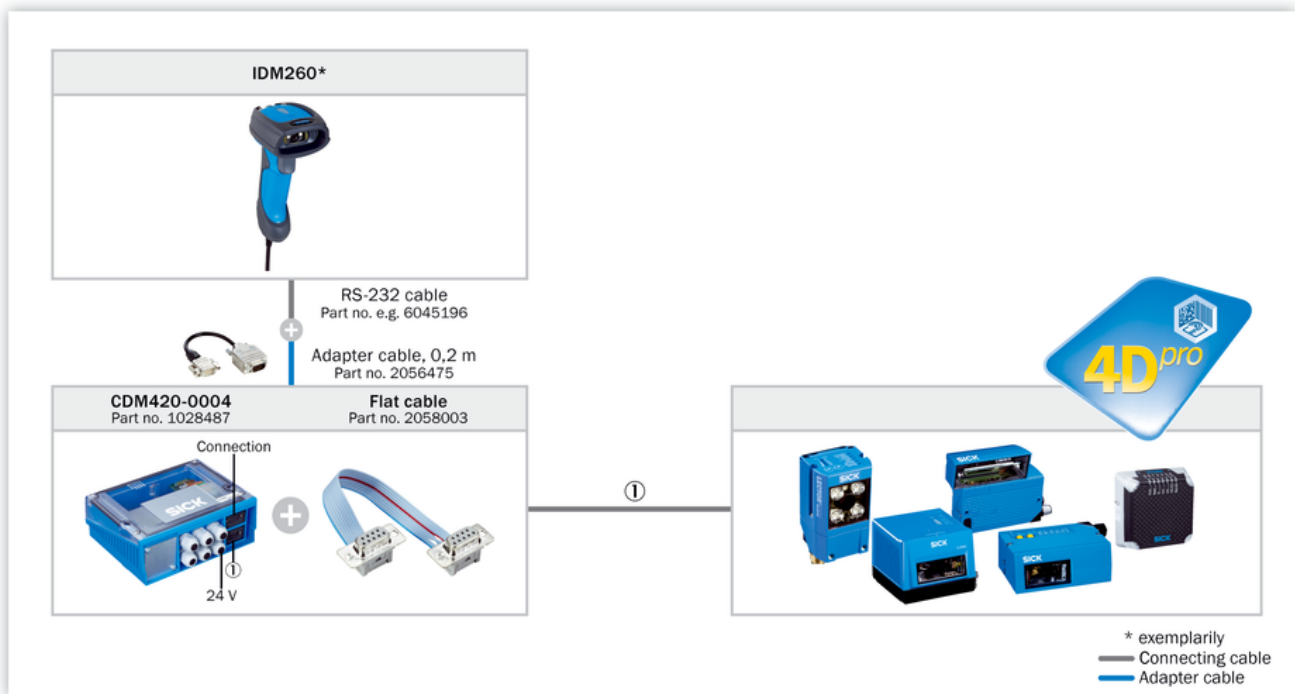 IDM260*
RS-232 cable
Part no. e.g. 6045196
Adapter cable, 0,2 m
Part no. 2056475
4Dpro
CDM420-0004
Part no. 1028487
Flat cable
Part no. 2058003
Connection
SICK
①
24 V
①
SICK
SICK
SICK
SICK
SICK
* exemplarily
Connecting cable
Adapter cable